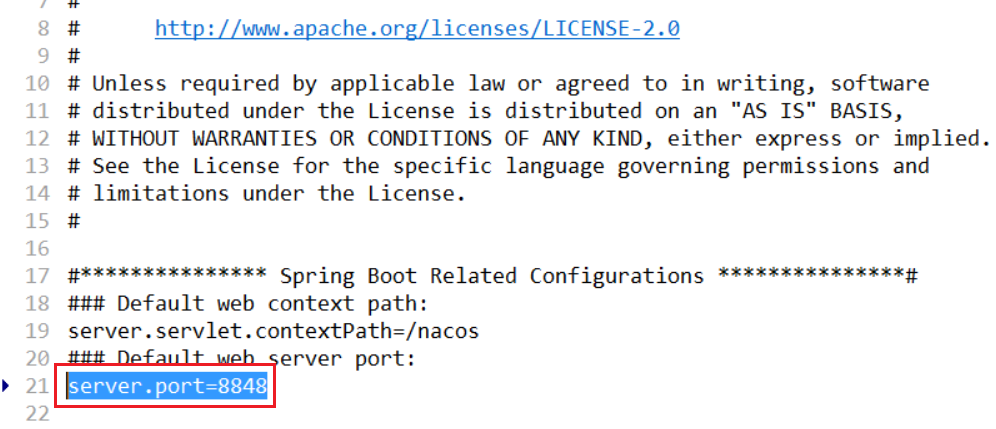 7 #
8 # http://www.apache.org/licenses/LICENSE-2.0
9 #
10 # Unless required by applicable law or agreed to in writing, software
11 # distributed under the License is distributed on an "AS IS" BASIS,
12 # WITHOUT WARRANTIES OR CONDITIONS OF ANY KIND, either express or implied.
13 # See the License for the specific language governing permissions and
14 # limitations under the License.
15 #
16
17 #*************** Spring Boot Related Configurations ***************#
18 ### Default web context path:
19 server.servlet.contextPath=/nacos
20 ### Default web server port:
21 server.port=8848
22